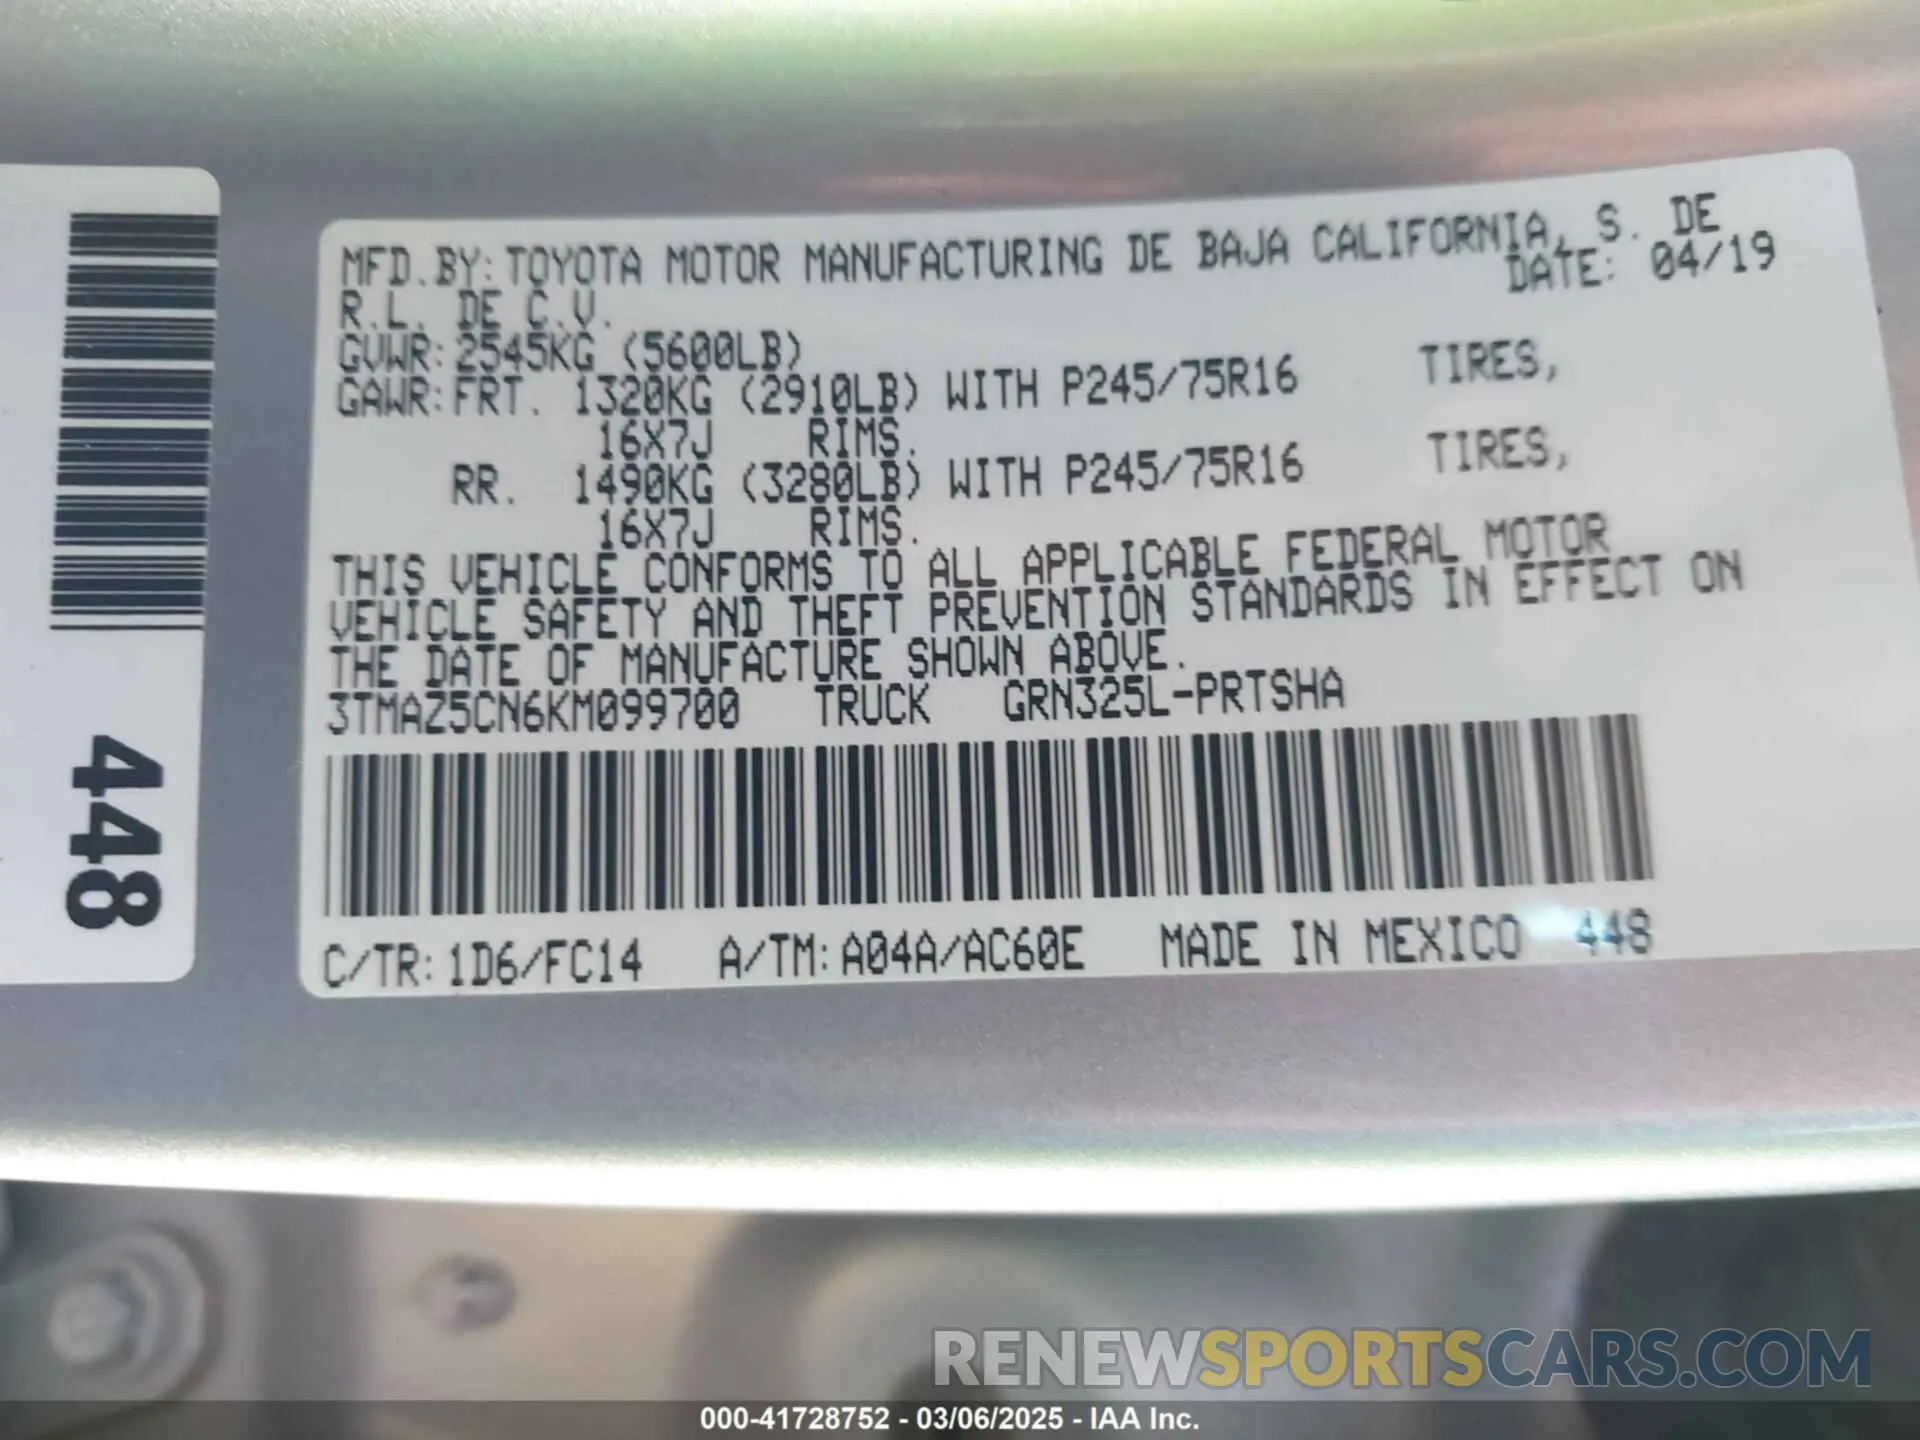 MFD.BY: TOYOTA MOTOR MANUFACTURING DE BAJA CALIFORNIA, S. DE
R.L. DE C.V.
DATE: 04/19
GVWR: 2545KG (5600LB)
GAWR: FRT. 1320KG (2910LB) WITH P245/75R16 TIRES,
16X7J RIMS.
RR. 1490KG (3280LB) WITH P245/75R16 TIRES,
16X7J RIMS.
THIS VEHICLE CONFORMS TO ALL APPLICABLE FEDERAL MOTOR
VEHICLE SAFETY AND THEFT PREVENTION STANDARDS IN EFFECT ON
THE DATE OF MANUFACTURE SHOWN ABOVE.
3TMAZ5CN6KM099700 TRUCK GRN325L-PRTSHA
C/TR: 1D6/FC14 A/TM: A04A/AC60E MADE IN MEXICO 448
448
RENEWSPORTSCARS.COM
000-41728752 - 03/06/2025 - IAA Inc.